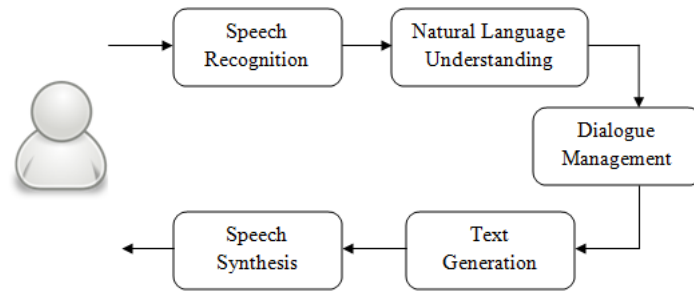 Speech
Recognition
Natural Language
Understanding
Dialogue
Management
Text
Generation
Speech
Synthesis